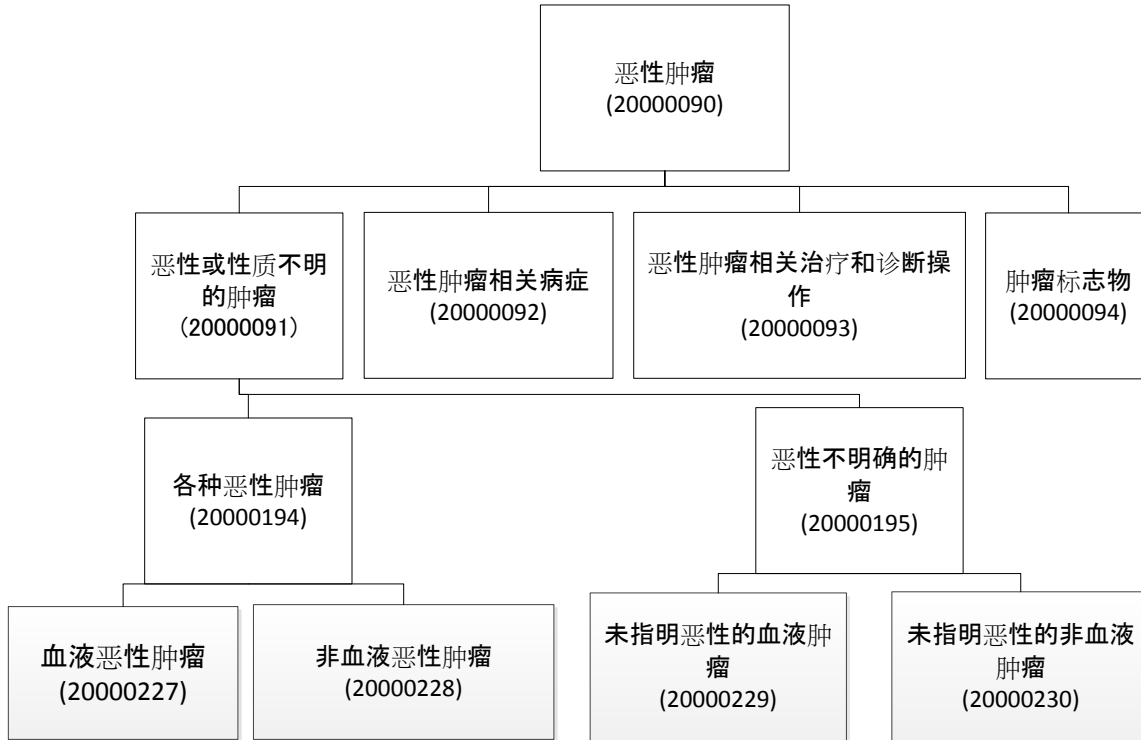 恶性肿瘤
(20000090)
恶性或性质不明
的肿瘤
（20000091）
恶性肿瘤相关病症
(20000092)
恶性肿瘤相关治疗和诊断操
作
(20000093)
肿瘤标志物
(20000094)
各种恶性肿瘤
(20000194)
恶性不明确的肿
瘤
(20000195)
血液恶性肿瘤
(20000227)
非血液恶性肿瘤
(20000228)
未指明恶性的血液肿
瘤
(20000229)
未指明恶性的非血液
肿瘤
(20000230)